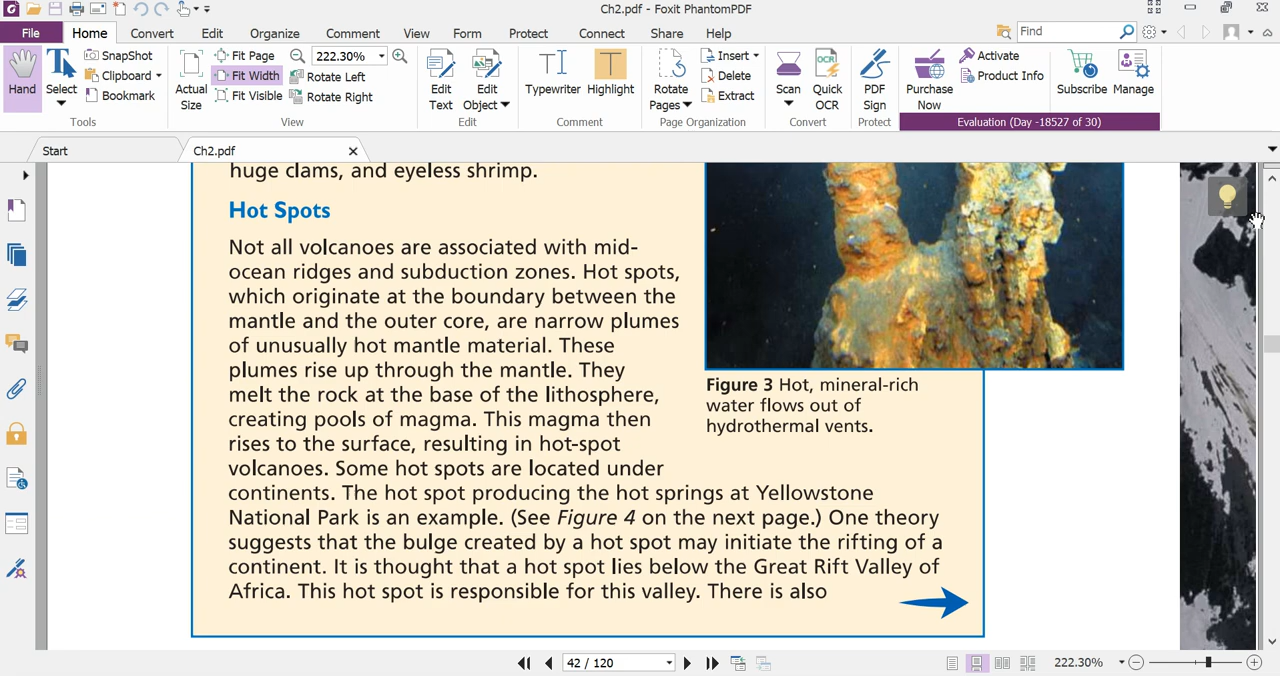 Ch2.pdf - Foxit PhantomPDF
File Home Convert Edit Organize Comment View Form Protect Connect Share Help Find
Hand
Select
SnapShot
Clipboard
Bookmark
Tools
Actual Size
Fit Page
Fit Width
Fit Visible
222.30%
Rotate Left
Rotate Right
View
Edit Text
Edit Object
Edit
Typewriter
Highlight
Comment
Rotate Pages
Insert
Delete
Extract
Page Organization
Scan
Quick OCR
OCR
Convert
PDF Sign
Protect
Purchase Now
Activate
Product Info
Subscribe
Manage
Evaluation (Day -18527 of 30)
Start
Ch2.pdf
huge clams, and eyeless shrimp.
Hot Spots
Not all volcanoes are associated with mid-
ocean ridges and subduction zones. Hot spots,
which originate at the boundary between the
mantle and the outer core, are narrow plumes
of unusually hot mantle material. These
plumes rise up through the mantle. They
melt the rock at the base of the lithosphere,
creating pools of magma. This magma then
rises to the surface, resulting in hot-spot
volcanoes. Some hot spots are located under
continents. The hot spot producing the hot springs at Yellowstone
National Park is an example. (See Figure 4 on the next page.) One theory
suggests that the bulge created by a hot spot may initiate the rifting of a
continent. It is thought that a hot spot lies below the Great Rift Valley of
Africa. This hot spot is responsible for this valley. There is also
Figure 3 Hot, mineral-rich
water flows out of
hydrothermal vents.
42 / 120
222.30%